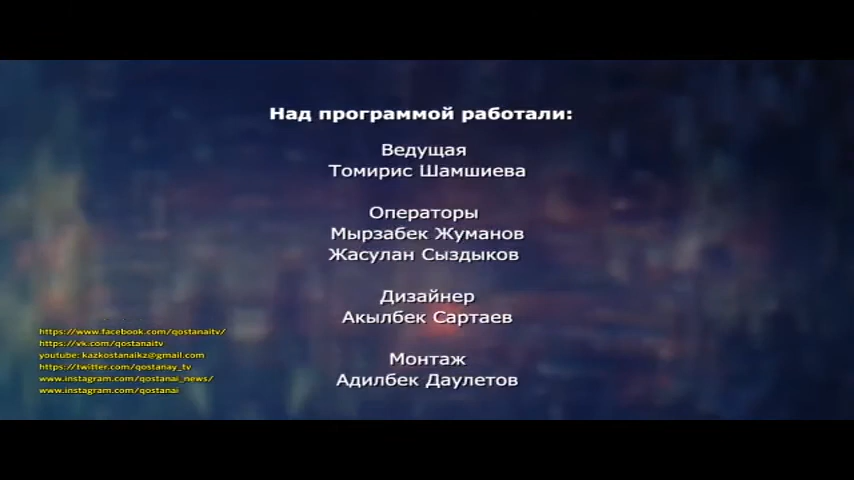 Над программой работали:
Ведущая
Томирис Шамшиева
Операторы
Мырзабек Жуманов
Жасулан Сыздыков
Дизайнер
Акылбек Сартаев
Монтаж
Адилбек Даулетов
https://www.facebook.com/qostanaitv/
https://vk.com/qostanaitv
youtube: kazkostanaikz@gmail.com
https://twitter.com/qostanay_tv
www.instagram.com/qostanai_news/
www.instagram.com/qostanai